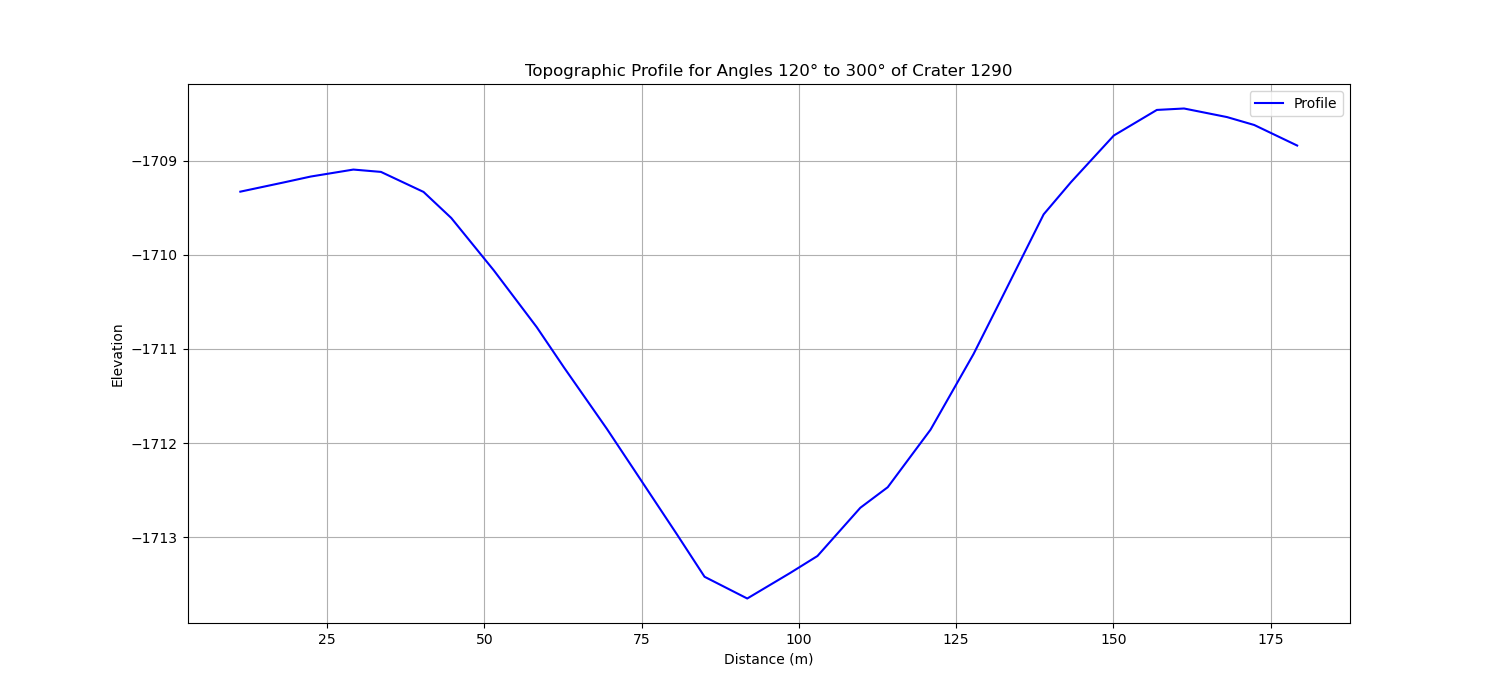 Topographic Profile for Angles 120° to 300° of Crater 1290
Profile
−1709
−1710
−1711
−1712
−1713
Elevation
25 50 75 100 125 150 175
Distance (m)